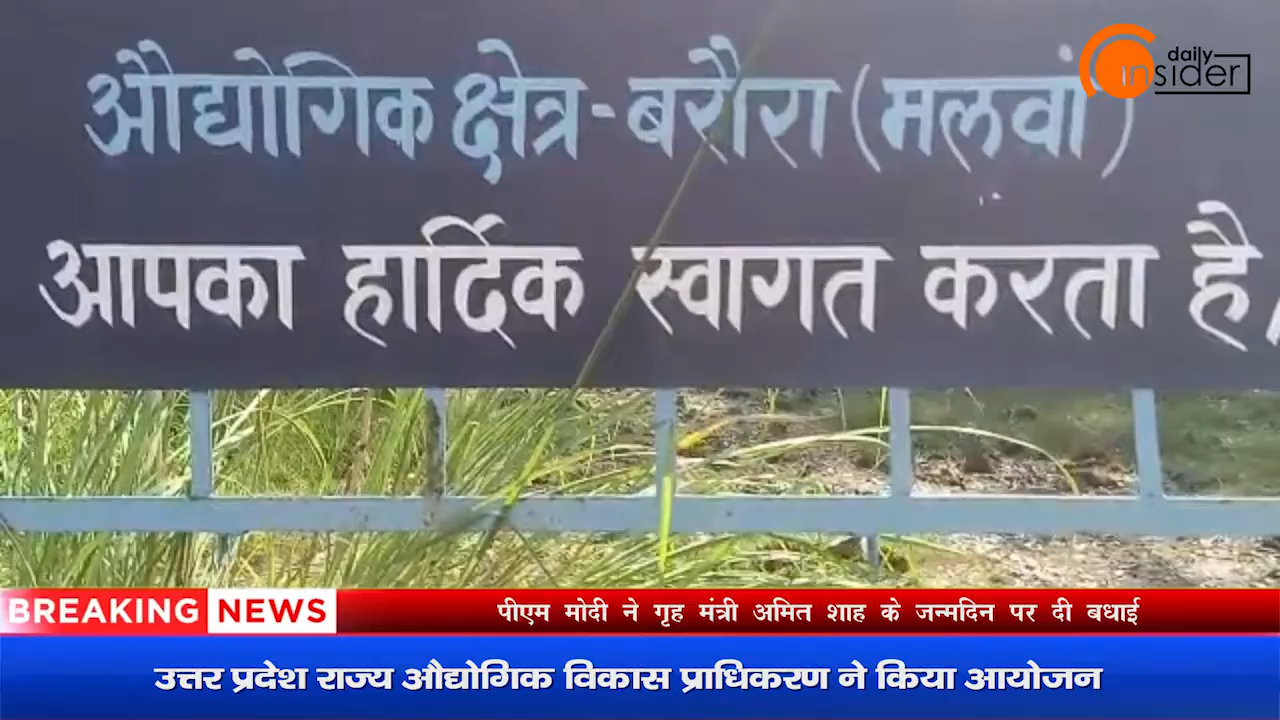 daily
insider
औद्योगिक क्षेत्र-बरौरा (मलवां)
आपका हार्दिक स्वागत करता है,
BREAKING NEWS
पीएम मोदी ने गृह मंत्री अमित शाह के जन्मदिन पर दी बधाई
उत्तर प्रदेश राज्य औद्योगिक विकास प्राधिकरण ने किया आयोजन